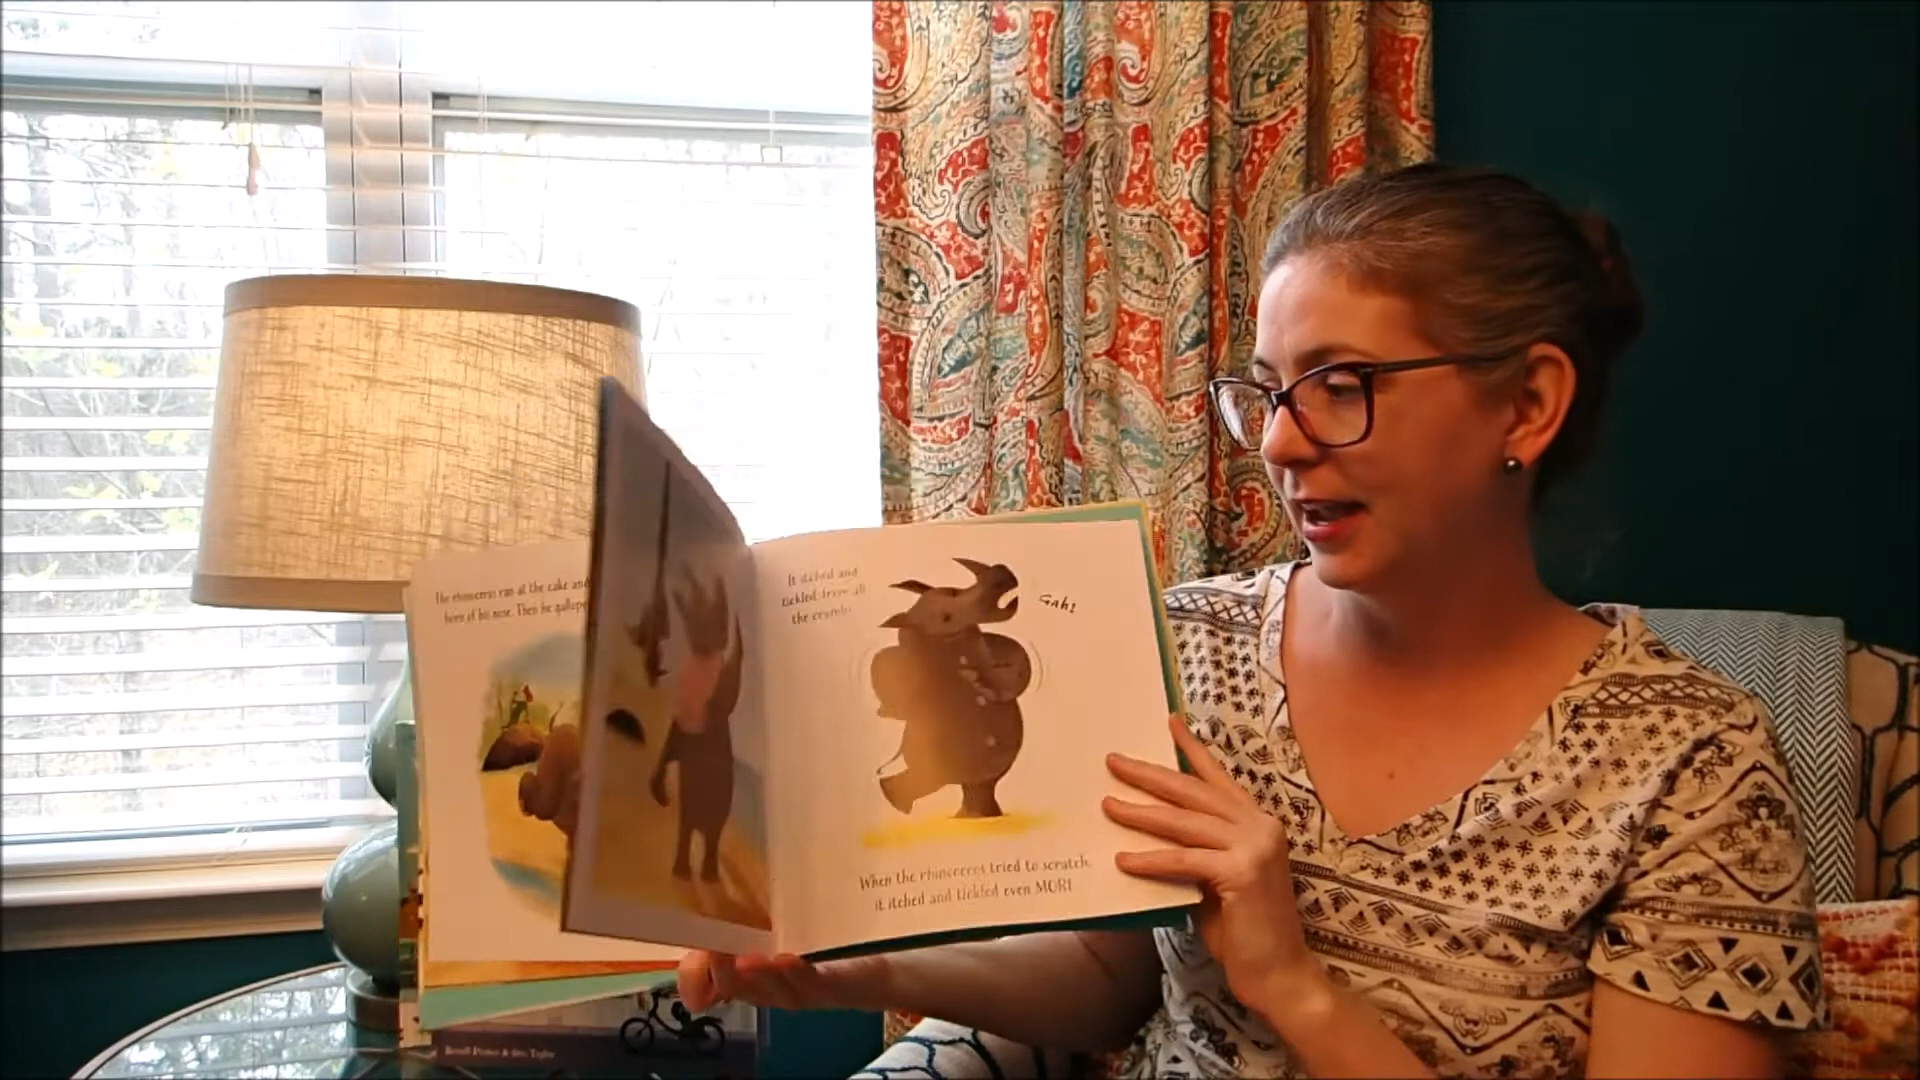 The rhinoceros ran at the cake and
horn of his nose. Then he gallope
It itched and
tickled from all
the crumbs.
Gah!
When the rhinoceros tried to scratch,
it itched and tickled even MORE